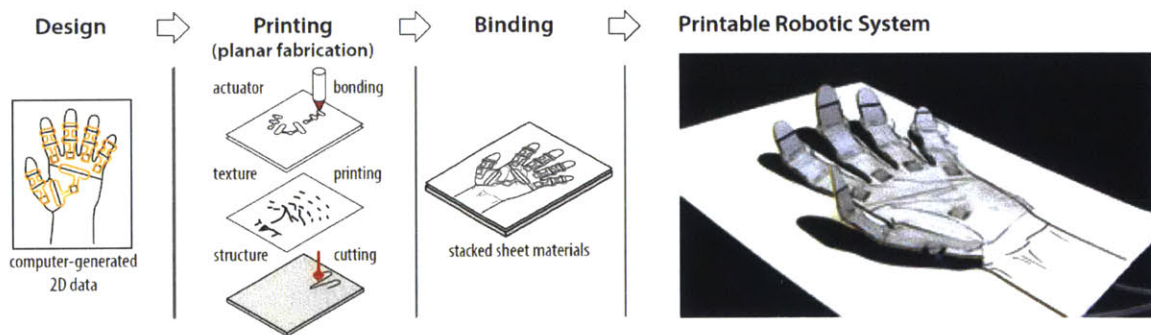 Design
Printing
(planar fabrication)
Binding
Printable Robotic System
actuator
bonding
texture
printing
structure
cutting
computer-generated
2D data
stacked sheet materials